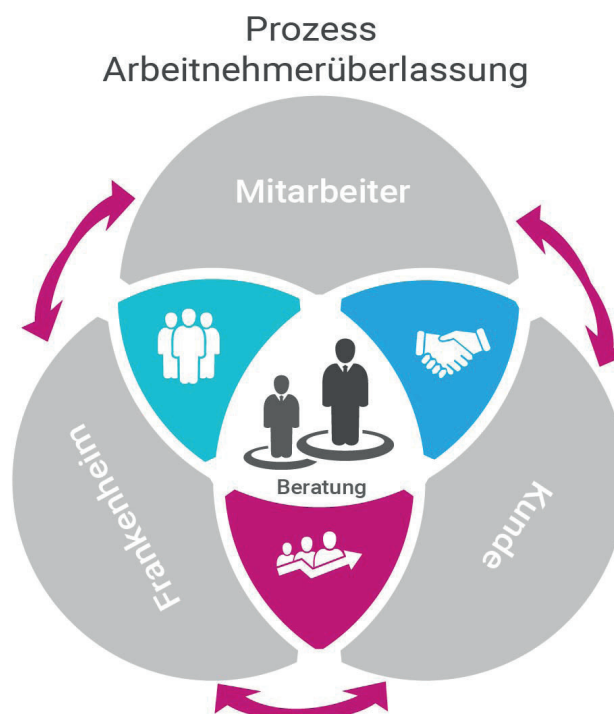 Prozess
Arbeitnehmerüberlassung
Mitarbeiter
Frankenheim
Kunde
Beratung